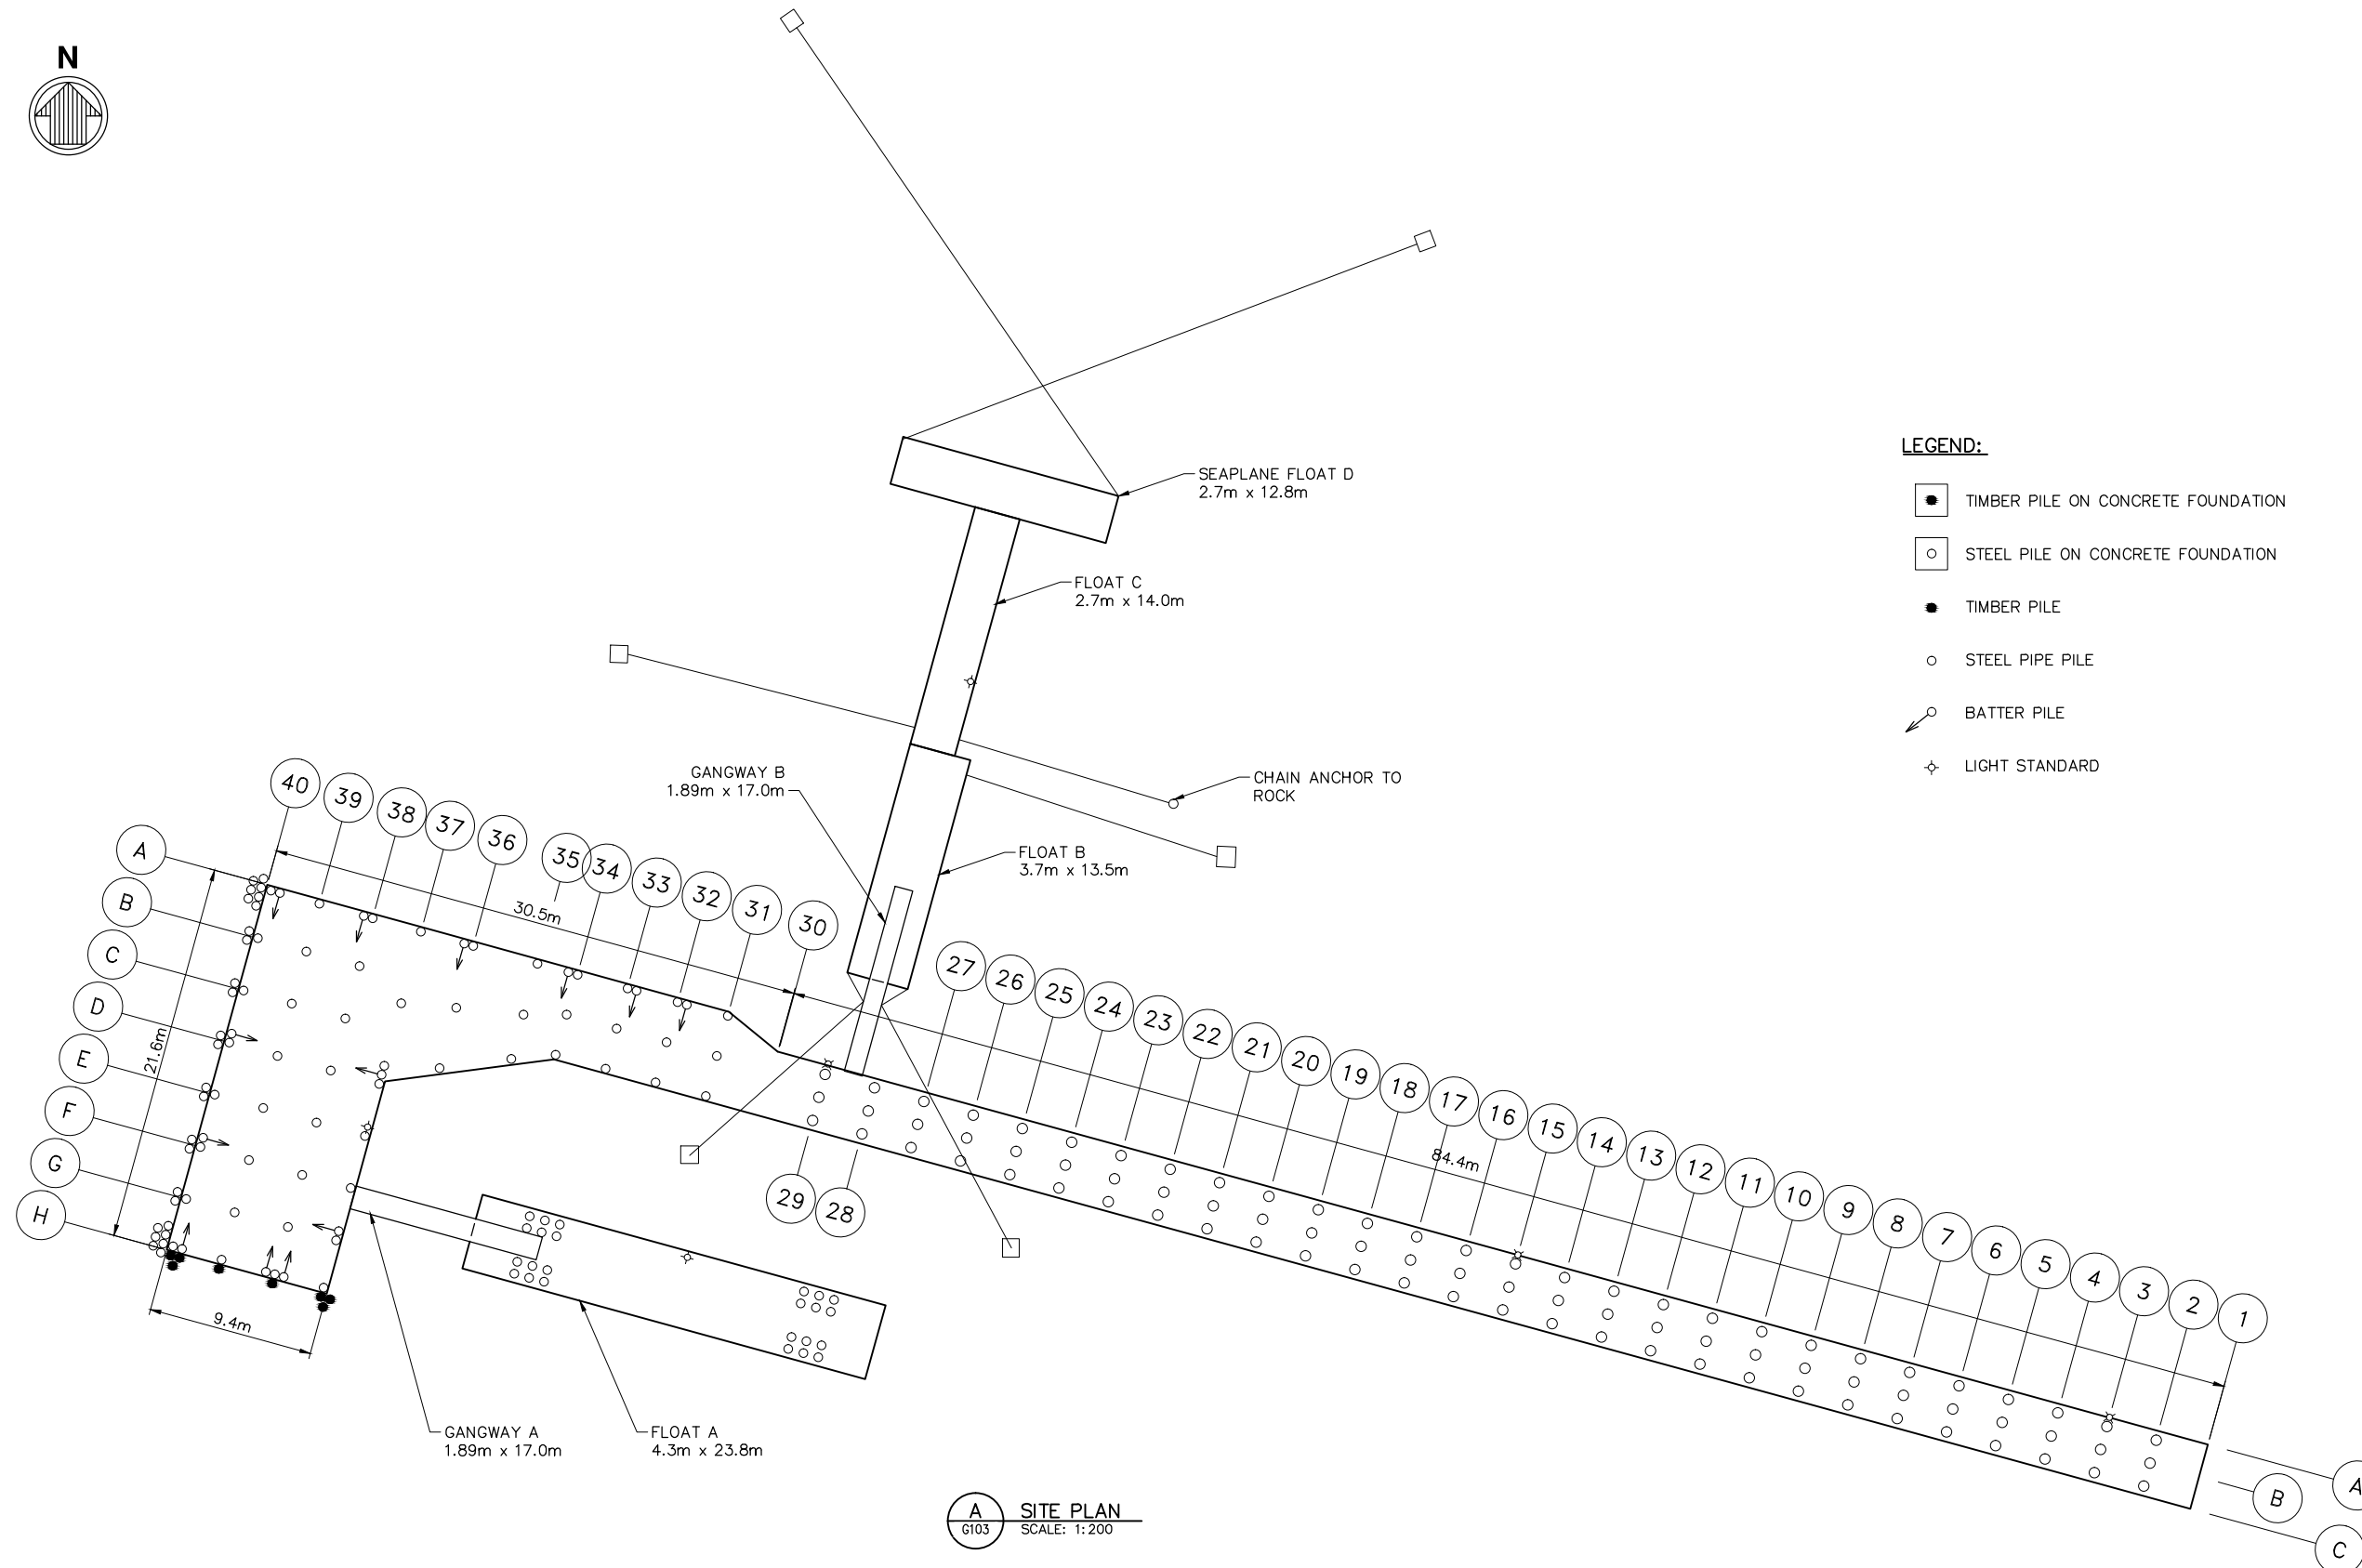 N
SEAPLANE FLOAT D
2.7m x 12.8m
LEGEND:
TIMBER PILE ON CONCRETE FOUNDATION
STEEL PILE ON CONCRETE FOUNDATION
TIMBER PILE
STEEL PIPE PILE
BATTER PILE
LIGHT STANDARD
FLOAT C
2.7m x 14.0m
GANGWAY B
1.89m x 17.0m
CHAIN ANCHOR TO
ROCK
FLOAT B
3.7m x 13.5m
40
39
38
37
36
35
34
33
32
31
30
30.5m
A
B
C
D
E
F
G
H
21.6m
9.4m
27
26
25
24
23
22
21
20
19
18
17
16
15
14
13
12
11
10
9
8
7
6
5
4
3
2
1
84.4m
29
28
GANGWAY A
1.89m x 17.0m
FLOAT A
4.3m x 23.8m
A
B
C
A
G103
SITE PLAN
SCALE: 1:200